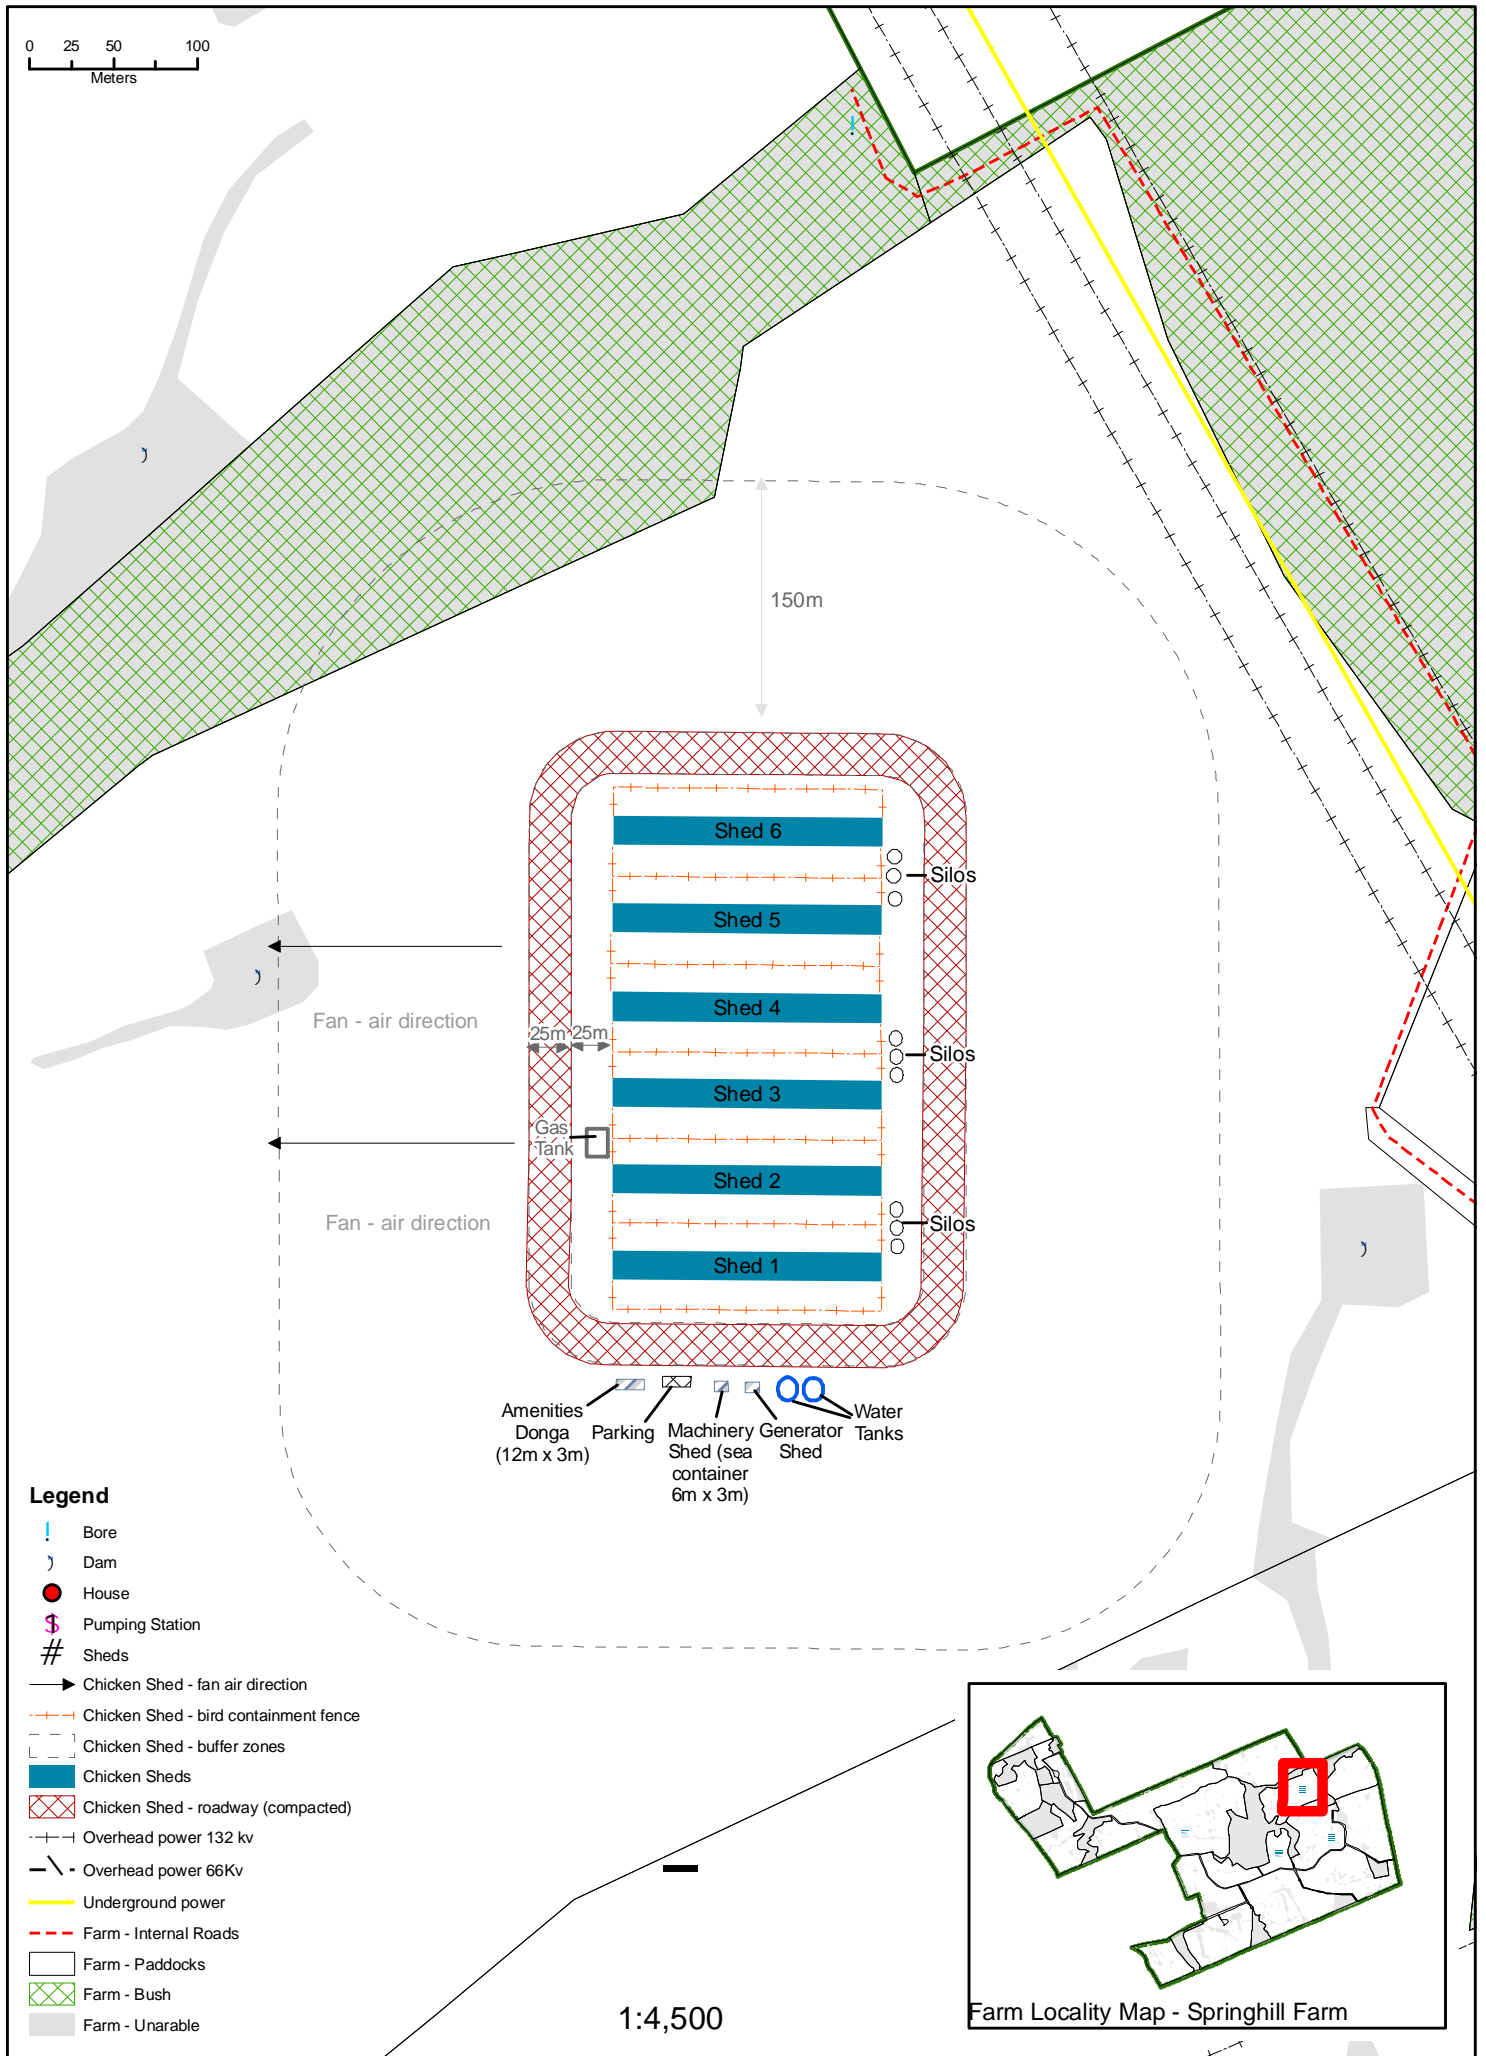 0 25 50 100
Meters
150m
Shed 6
Silos
Shed 5
Shed 4
Fan - air direction
25m 25m
Silos
Shed 3
Gas
Tank
Shed 2
Fan - air direction
Silos
Shed 1
Amenities
Donga
(12m x 3m)
Parking
Machinery
Shed (sea
container
6m x 3m)
Generator
Shed
Water
Tanks
Legend
Bore
Dam
House
Pumping Station
Sheds
Chicken Shed - fan air direction
Chicken Shed - bird containment fence
Chicken Shed - buffer zones
Chicken Sheds
Chicken Shed - roadway (compacted)
Overhead power 132 kv
Overhead power 66Kv
Underground power
Farm - Internal Roads
Farm - Paddocks
Farm - Bush
Farm - Unarable
1:4,500
Farm Locality Map - Springhill Farm